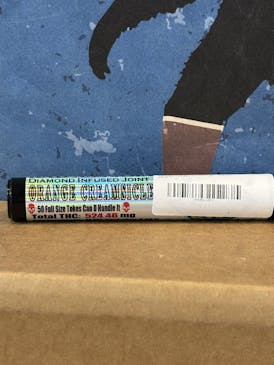 DIAMOND INFUSED JOINT
ORANGE CREAMSICLE
50 Full Size Tokes Can U Handle It
Total THC: 524.46 mg